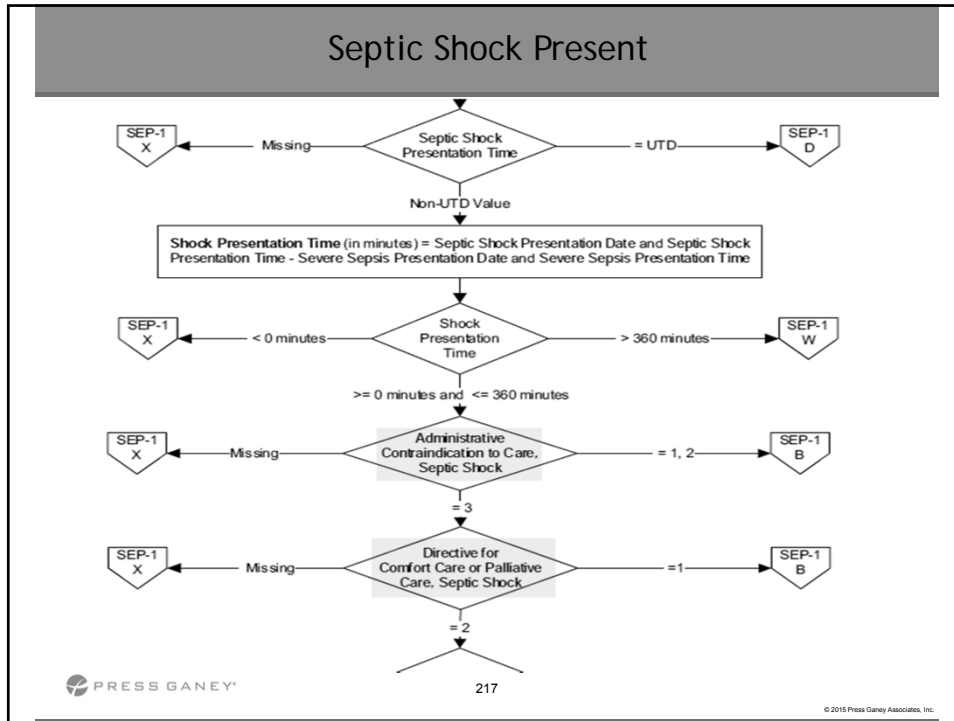 Septic Shock Present
SEP-1
X
Missing
Septic Shock
Presentation Time
= UTD
SEP-1
D
Non-UTD Value
Shock Presentation Time (in minutes) = Septic Shock Presentation Date and Septic Shock
Presentation Time - Severe Sepsis Presentation Date and Severe Sepsis Presentation Time
SEP-1
X
< 0 minutes
Shock
Presentation
Time
> 360 minutes
SEP-1
W
>= 0 minutes and <= 360 minutes
SEP-1
X
Missing
Administrative
Contraindication to Care,
Septic Shock
= 1, 2
SEP-1
B
= 3
SEP-1
X
Missing
Directive for
Comfort Care or Palliative
Care, Septic Shock
=1
SEP-1
B
= 2
PRESS GANEY®
217
© 2015 Press Ganey Associates, Inc.